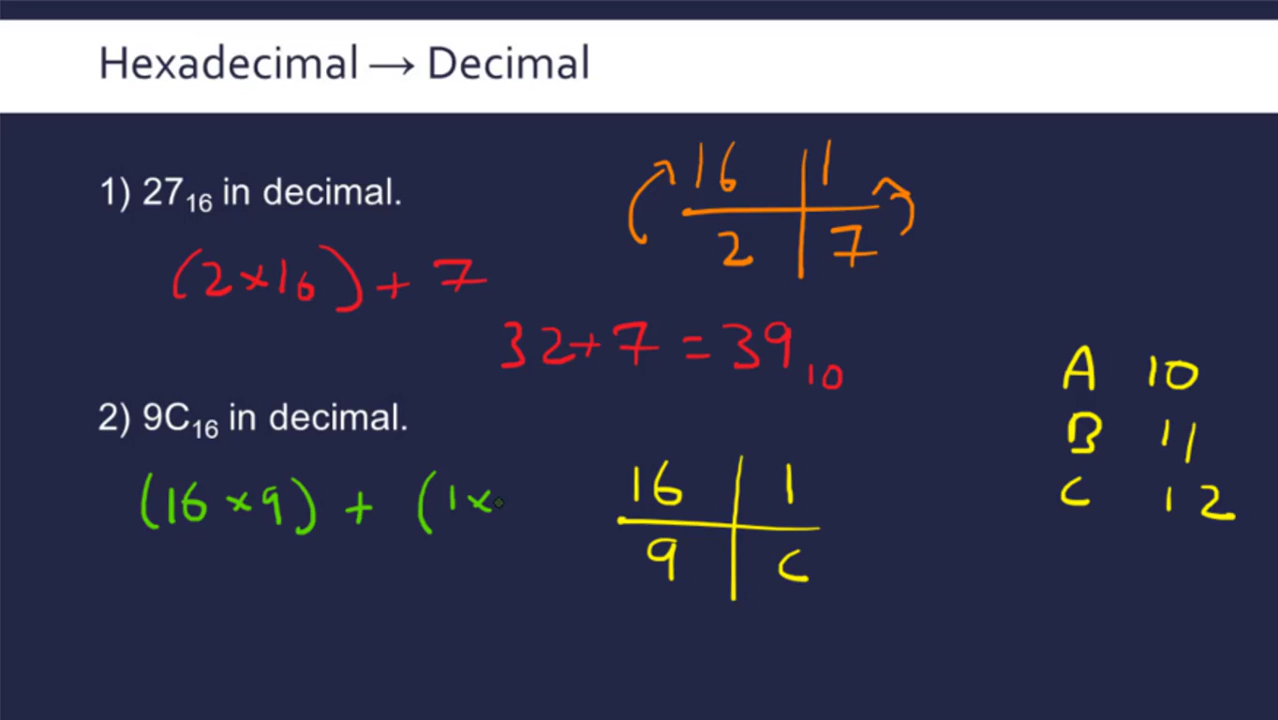 Hexadecimal → Decimal
1) 27₁₆ in decimal.
16 | 1
2 | 7
(2×16) + 7
32+7 = 39₁₀
A 10
B 11
C 12
2) 9C₁₆ in decimal.
16 | 1
9 | C
(16×9) + (1×